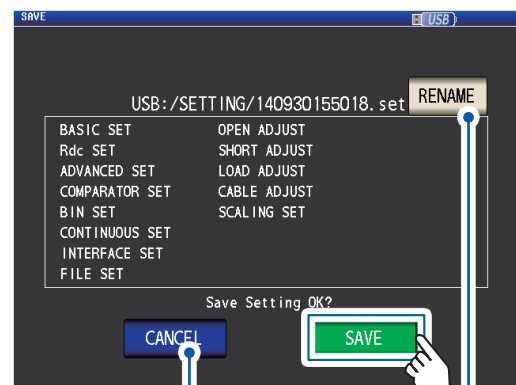 SAVE
USB
USB:/SETTING/140930155018.set
RENAME
BASIC SET
OPEN ADJUST
Rdc SET
SHORT ADJUST
ADVANCED SET
LOAD ADJUST
COMPARATOR SET
CABLE ADJUST
BIN SET
SCALING SET
CONTINUOUS SET
INTERFACE SET
FILE SET
Save Setting OK?
CANCEL
SAVE